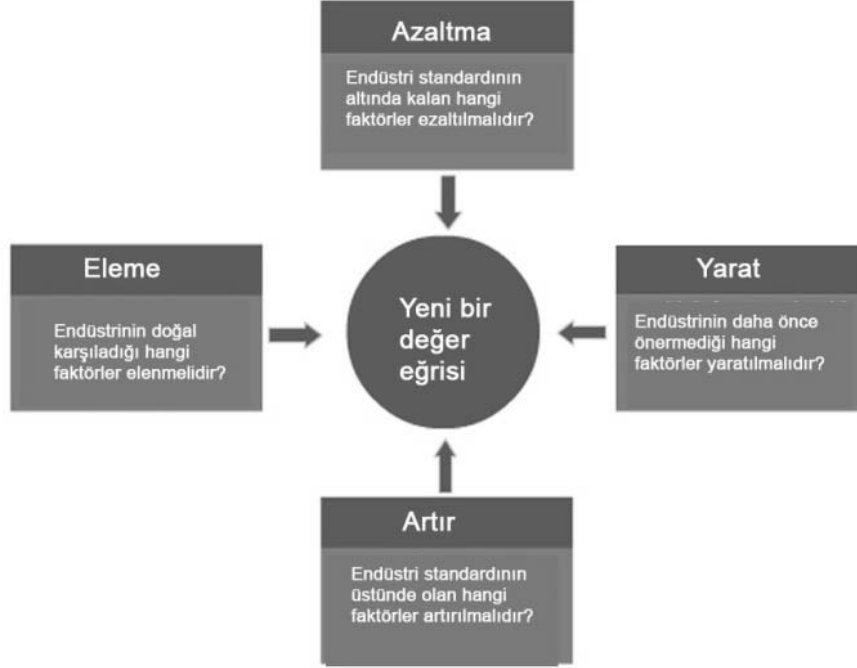 Azaltma
Endüstri standardının
altında kalan hangi
faktörler ezaltılmalıdır?
Eleme
Endüstrinin doğal
karşıladığı hangi
faktörler elenmelidir?
Yeni bir
değer
eğrisi
Yarat
Endüstrinin daha önce
önermediği hangi
faktörler yaratılmalıdır?
Artır
Endüstri standardının
üstünde olan hangi
faktörler artırılmalıdır?